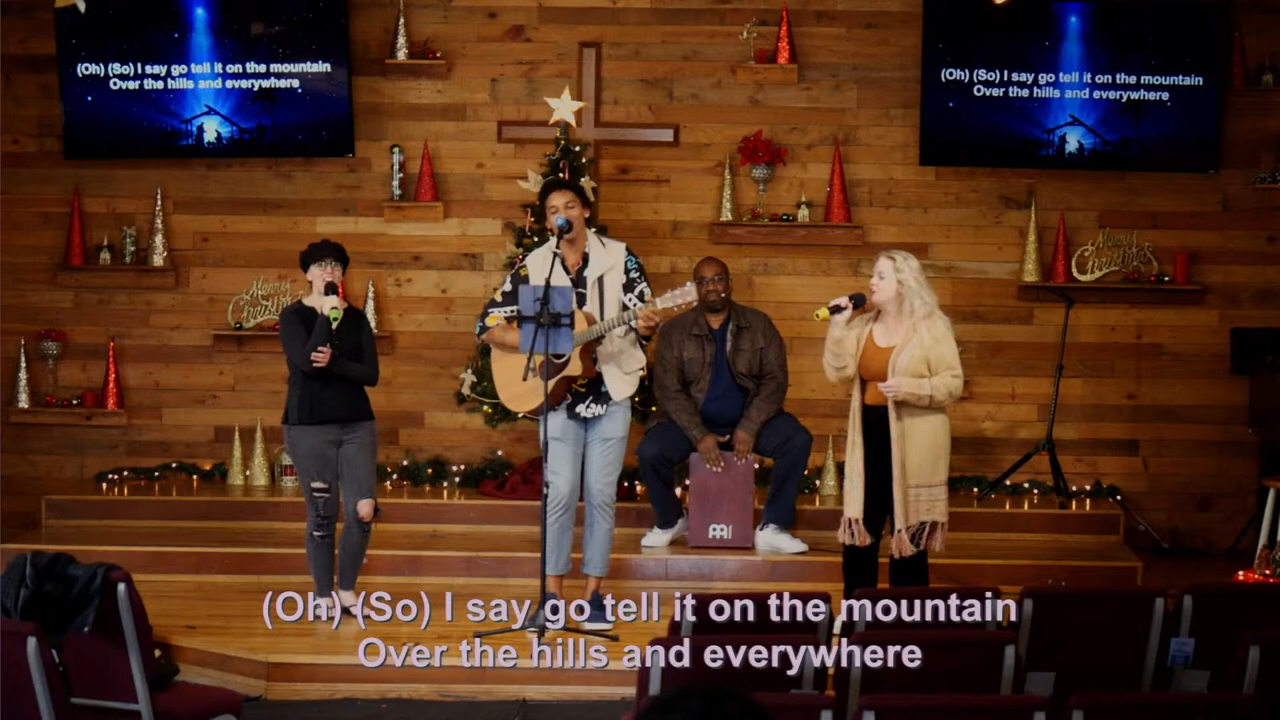 (Oh) (So) I say go tell it on the mountain
Over the hills and everywhere
(Oh) (So) I say go tell it on the mountain
Over the hills and everywhere
Merry
Christmas
Merry
Christmas
(Oh) (So) I say go tell it on the mountain
Over the hills and everywhere